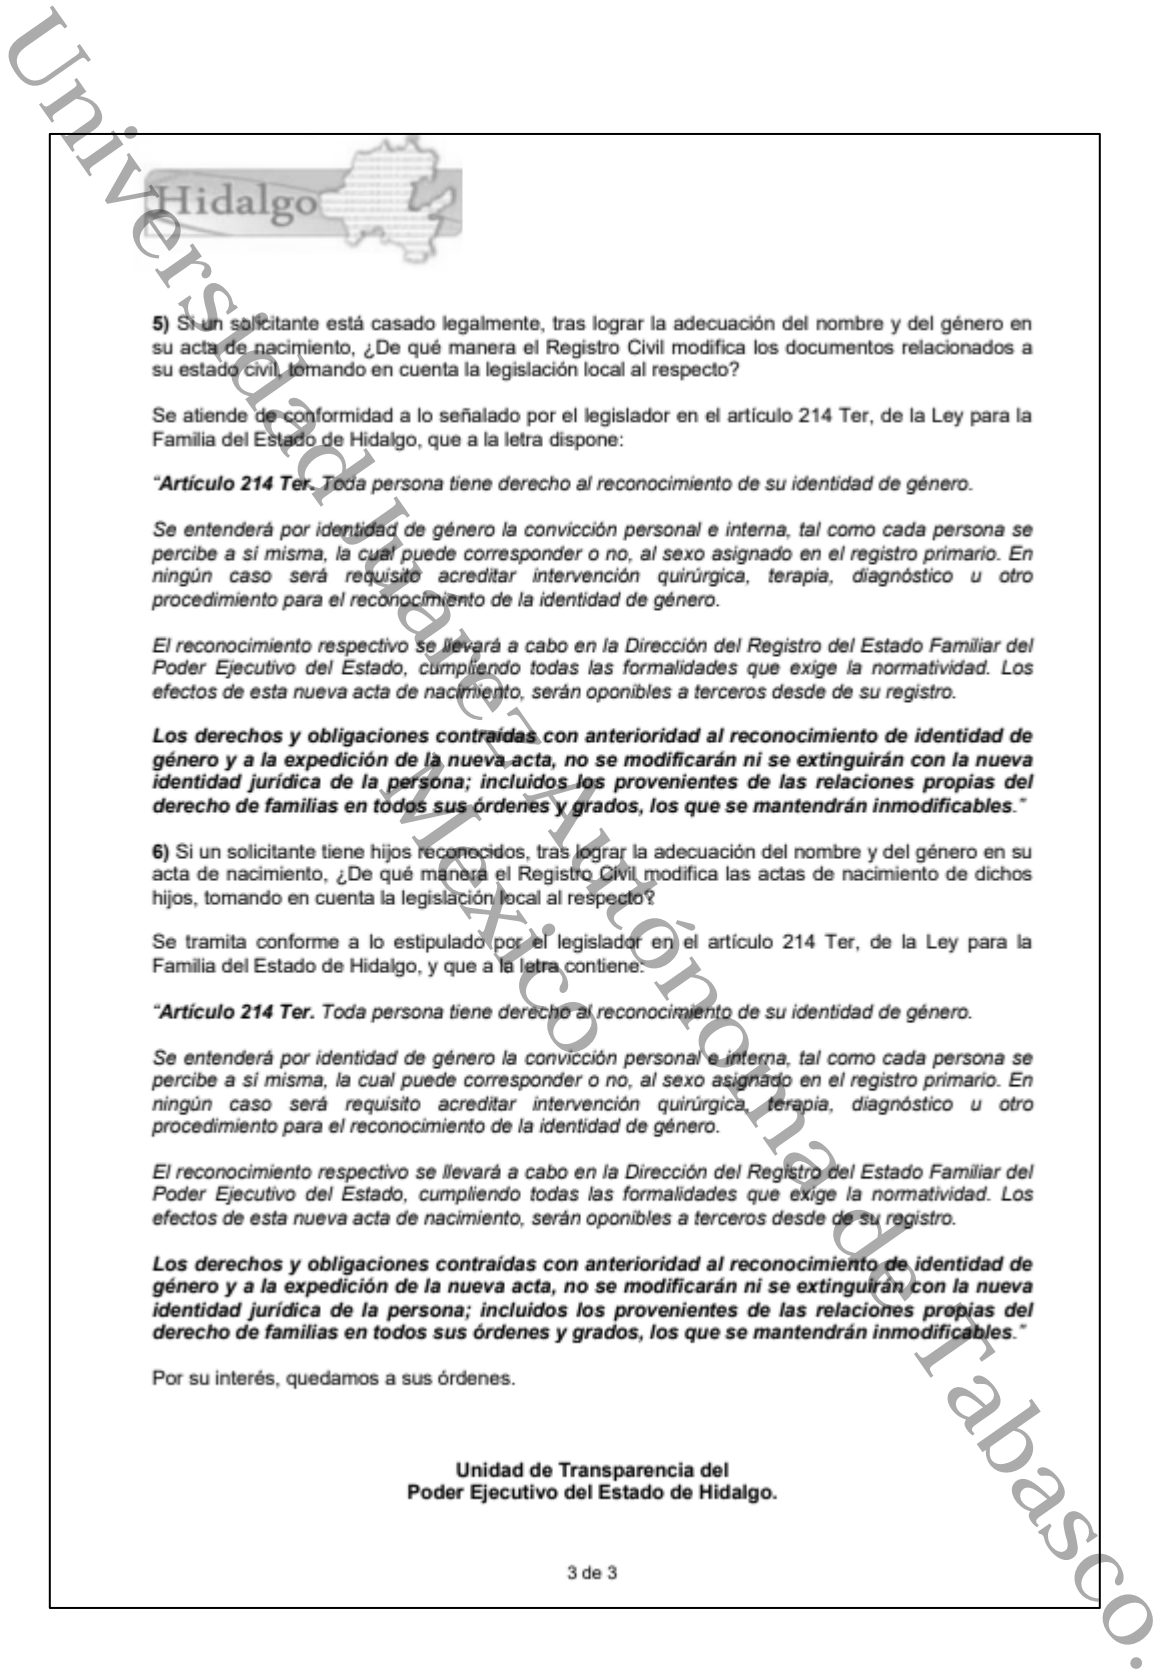 Hidalgo
5) Si un solicitante está casado legalmente, tras lograr la adecuación del nombre y del género en
su acta de nacimiento, ¿De qué manera el Registro Civil modifica los documentos relacionados a
su estado civil, tomando en cuenta la legislación local al respecto?
Se atiende de conformidad a lo señalado por el legislador en el artículo 214 Ter, de la Ley para la
Familia del Estado de Hidalgo, que a la letra dispone:
“Artículo 214 Ter. Toda persona tiene derecho al reconocimiento de su identidad de género.
Se entenderá por identidad de género la convicción personal e interna, tal como cada persona se
percibe a sí misma, la cual puede corresponder o no, al sexo asignado en el registro primario. En
ningún caso será requisito acreditar intervención quirúrgica, terapia, diagnóstico u otro
procedimiento para el reconocimiento de la identidad de género.
El reconocimiento respectivo se llevará a cabo en la Dirección del Registro del Estado Familiar del
Poder Ejecutivo del Estado, cumpliendo todas las formalidades que exige la normatividad. Los
efectos de esta nueva acta de nacimiento, serán oponibles a terceros desde de su registro.
Los derechos y obligaciones contraídas con anterioridad al reconocimiento de identidad de
género y a la expedición de la nueva acta, no se modificarán ni se extinguirán con la nueva
identidad jurídica de la persona; incluidos los provenientes de las relaciones propias del
derecho de familias en todos sus órdenes y grados, los que se mantendrán inmodificables.”
6) Si un solicitante tiene hijos reconocidos, tras lograr la adecuación del nombre y del género en su
acta de nacimiento, ¿De qué manera el Registro Civil modifica las actas de nacimiento de dichos
hijos, tomando en cuenta la legislación local al respecto?
Se tramita conforme a lo estipulado por el legislador en el artículo 214 Ter, de la Ley para la
Familia del Estado de Hidalgo, y que a la letra contiene:
“Artículo 214 Ter. Toda persona tiene derecho al reconocimiento de su identidad de género.
Se entenderá por identidad de género la convicción personal e interna, tal como cada persona se
percibe a sí misma, la cual puede corresponder o no, al sexo asignado en el registro primario. En
ningún caso será requisito acreditar intervención quirúrgica, terapia, diagnóstico u otro
procedimiento para el reconocimiento de la identidad de género.
El reconocimiento respectivo se llevará a cabo en la Dirección del Registro del Estado Familiar del
Poder Ejecutivo del Estado, cumpliendo todas las formalidades que exige la normatividad. Los
efectos de esta nueva acta de nacimiento, serán oponibles a terceros desde de su registro.
Los derechos y obligaciones contraídas con anterioridad al reconocimiento de identidad de
género y a la expedición de la nueva acta, no se modificarán ni se extinguirán con la nueva
identidad jurídica de la persona; incluidos los provenientes de las relaciones propias del
derecho de familias en todos sus órdenes y grados, los que se mantendrán inmodificables.”
Por su interés, quedamos a sus órdenes.
Unidad de Transparencia del
Poder Ejecutivo del Estado de Hidalgo.
3 de 3
Universidad Juárez Autónoma de Tabasco.
México